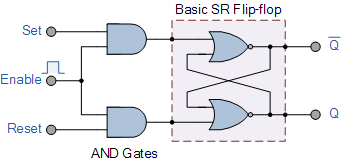 Basic SR Flip-flop
Set
Q̅
Enable
Q
Reset
AND Gates